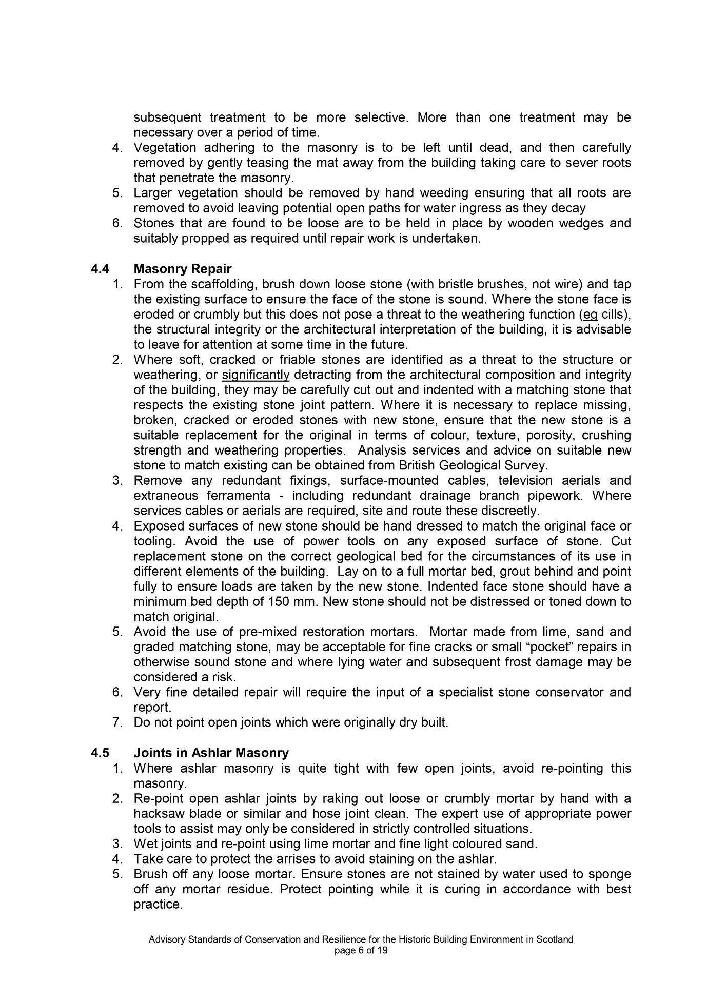 subsequent treatment to be more selective. More than one treatment may be
necessary over a period of time.
4. Vegetation adhering to the masonry is to be left until dead, and then carefully
removed by gently teasing the mat away from the building taking care to sever roots
that penetrate the masonry.
5. Larger vegetation should be removed by hand weeding ensuring that all roots are
removed to avoid leaving potential open paths for water ingress as they decay
6. Stones that are found to be loose are to be held in place by wooden wedges and
suitably propped as required until repair work is undertaken.
4.4 Masonry Repair
1. From the scaffolding, brush down loose stone (with bristle brushes, not wire) and tap
the existing surface to ensure the face of the stone is sound. Where the stone face is
eroded or crumbly but this does not pose a threat to the weathering function (eg cills),
the structural integrity or the architectural interpretation of the building, it is advisable
to leave for attention at some time in the future.
2. Where soft, cracked or friable stones are identified as a threat to the structure or
weathering, or significantly detracting from the architectural composition and integrity
of the building, they may be carefully cut out and indented with a matching stone that
respects the existing stone joint pattern. Where it is necessary to replace missing,
broken, cracked or eroded stones with new stone, ensure that the new stone is a
suitable replacement for the original in terms of colour, texture, porosity, crushing
strength and weathering properties. Analysis services and advice on suitable new
stone to match existing can be obtained from British Geological Survey.
3. Remove any redundant fixings, surface-mounted cables, television aerials and
extraneous ferramenta - including redundant drainage branch pipework. Where
services cables or aerials are required, site and route these discreetly.
4. Exposed surfaces of new stone should be hand dressed to match the original face or
tooling. Avoid the use of power tools on any exposed surface of stone. Cut
replacement stone on the correct geological bed for the circumstances of its use in
different elements of the building. Lay on to a full mortar bed, grout behind and point
fully to ensure loads are taken by the new stone. Indented face stone should have a
minimum bed depth of 150 mm. New stone should not be distressed or toned down to
match original.
5. Avoid the use of pre-mixed restoration mortars. Mortar made from lime, sand and
graded matching stone, may be acceptable for fine cracks or small “pocket” repairs in
otherwise sound stone and where lying water and subsequent frost damage may be
considered a risk.
6. Very fine detailed repair will require the input of a specialist stone conservator and
report.
7. Do not point open joints which were originally dry built.
4.5 Joints in Ashlar Masonry
1. Where ashlar masonry is quite tight with few open joints, avoid re-pointing this
masonry.
2. Re-point open ashlar joints by raking out loose or crumbly mortar by hand with a
hacksaw blade or similar and hose joint clean. The expert use of appropriate power
tools to assist may only be considered in strictly controlled situations.
3. Wet joints and re-point using lime mortar and fine light coloured sand.
4. Take care to protect the arrises to avoid staining on the ashlar.
5. Brush off any loose mortar. Ensure stones are not stained by water used to sponge
off any mortar residue. Protect pointing while it is curing in accordance with best
practice.
Advisory Standards of Conservation and Resilience for the Historic Building Environment in Scotland
page 6 of 19